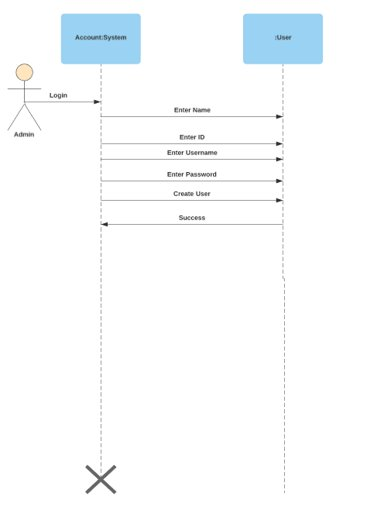 Account:System
:User
Login
Admin
Enter Name
Enter ID
Enter Username
Enter Password
Create User
Success